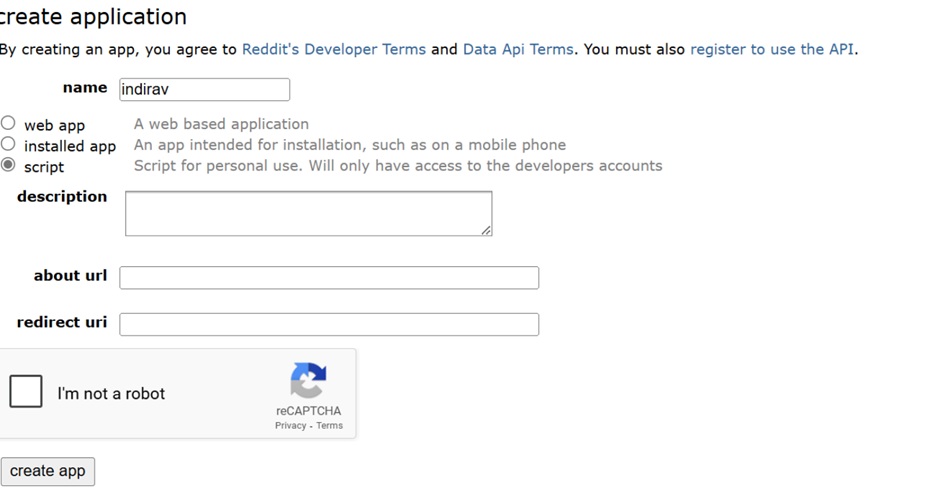 create application
By creating an app, you agree to Reddit's Developer Terms and Data Api Terms. You must also register to use the API.
name indirav
web app A web based application
installed app An app intended for installation, such as on a mobile phone
script Script for personal use. Will only have access to the developers accounts
description
about url
redirect uri
I'm not a robot
reCAPTCHA
Privacy - Terms
create app